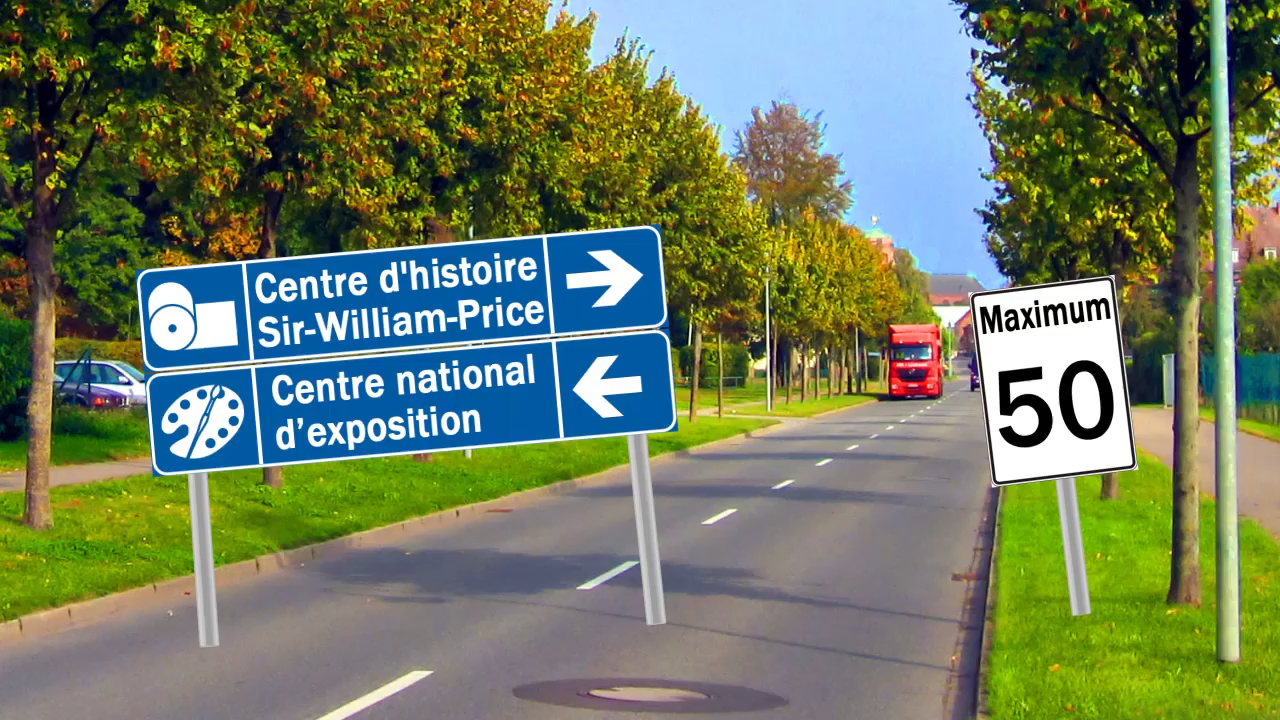 Centre d'histoire
Sir-William-Price
Centre national
d’exposition
Maximum
50